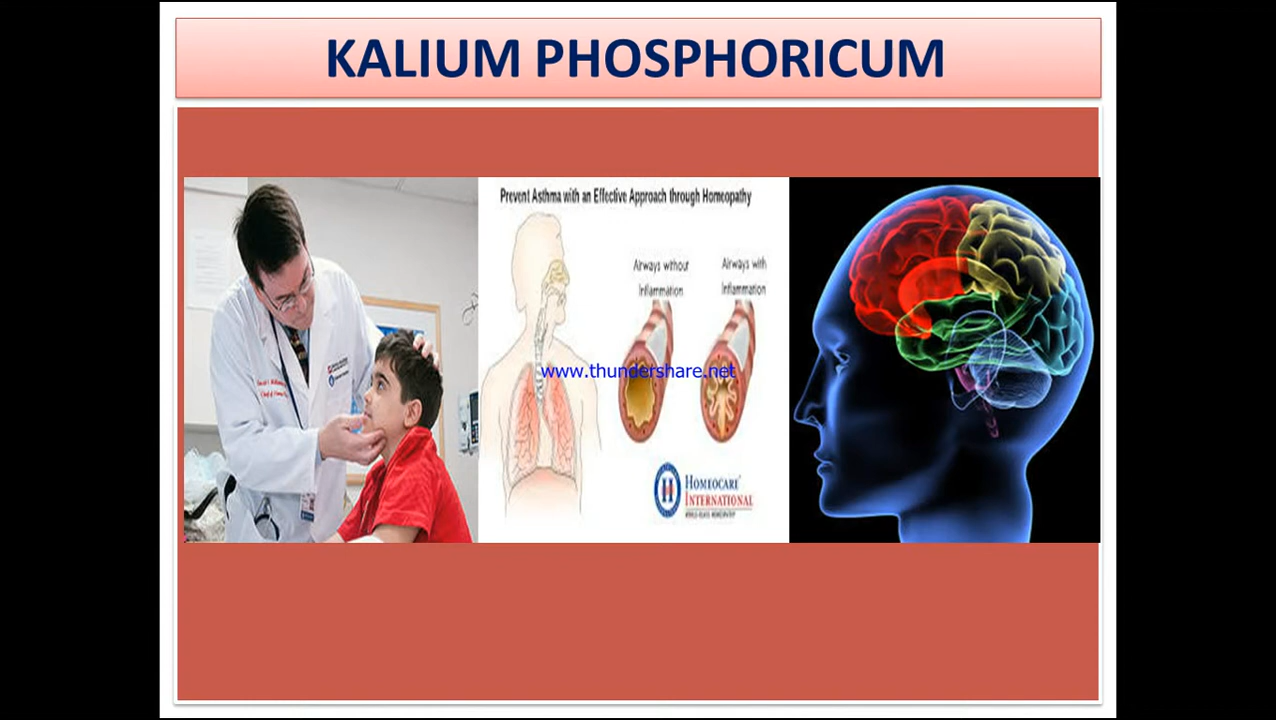 KALIUM PHOSPHORICUM
Prevent Asthma with an Effective Approach through Homeopathy
Airways without
Inflammation
Airways with
Inflammation
www.thundershare.net
HOMEOCARE
INTERNATIONAL